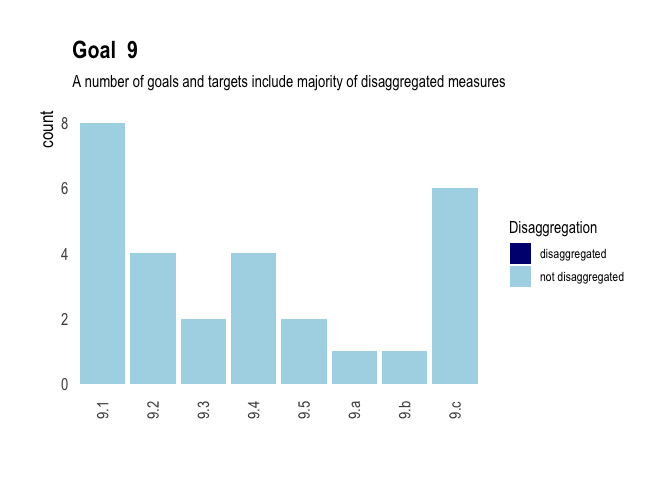 Goal  9
A number of goals and targets include majority of disaggregated measures
count
8
6
4
2
0
9.1
9.2
9.3
9.4
9.5
9.a
9.b
9.c
Disaggregation
disaggregated
not disaggregated